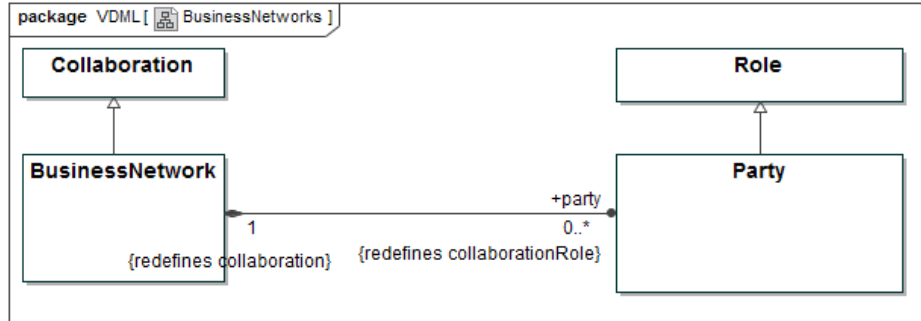 package VDML [ BusinessNetworks ]
Collaboration
Role
BusinessNetwork
Party
+party
1
0..*
{redefines collaboration}
{redefines collaborationRole}